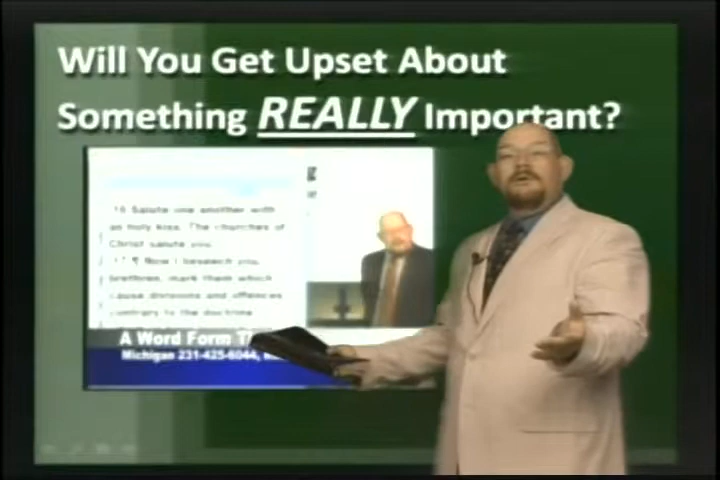 Will You Get Upset About
Something REALLY Important?
16 Salute one another with
an holy kiss. The churches of
Christ salute you.
17 ¶ Now I beseech you,
brethren, mark them which
cause divisions and offences
contrary to the doctrine
A Word Form
Michigan 231-425-6044,